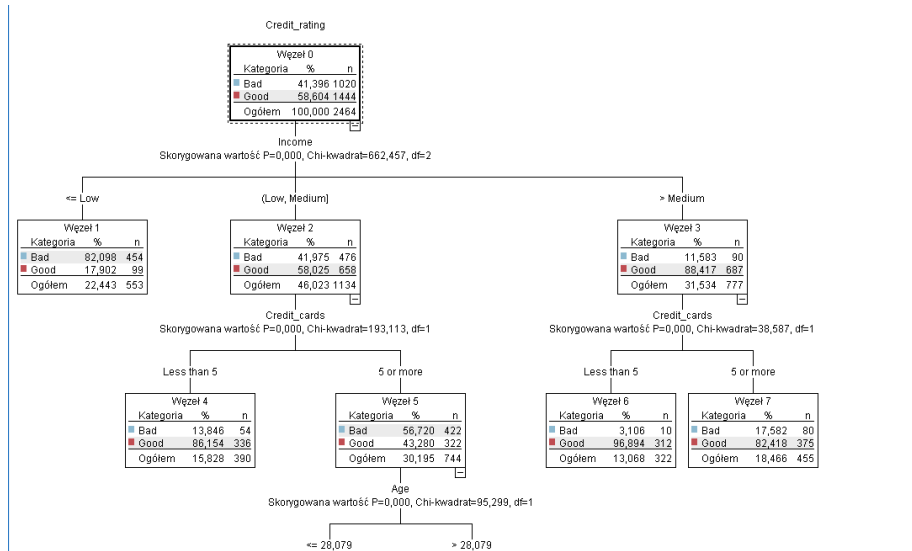 Credit_rating
Węzeł 0
Kategoria % n
Bad 41,396 1020
Good 58,604 1444
Ogółem 100,000 2464
Income
Skorygowana wartość P=0,000, Chi-kwadrat=662,457, df=2
<= Low
(Low, Medium]
> Medium
Węzeł 1
Kategoria % n
Bad 82,098 454
Good 17,902 99
Ogółem 22,443 553
Węzeł 2
Kategoria % n
Bad 41,975 476
Good 58,025 658
Ogółem 46,023 1134
Węzeł 3
Kategoria % n
Bad 11,583 90
Good 88,417 687
Ogółem 31,534 777
Credit_cards
Skorygowana wartość P=0,000, Chi-kwadrat=193,113, df=1
Credit_cards
Skorygowana wartość P=0,000, Chi-kwadrat=38,587, df=1
Less than 5
5 or more
Less than 5
5 or more
Węzeł 4
Kategoria % n
Bad 13,846 54
Good 86,154 336
Ogółem 15,828 390
Węzeł 5
Kategoria % n
Bad 56,720 422
Good 43,280 322
Ogółem 30,195 744
Węzeł 6
Kategoria % n
Bad 3,106 10
Good 96,894 312
Ogółem 13,068 322
Węzeł 7
Kategoria % n
Bad 17,582 80
Good 82,418 375
Ogółem 18,466 455
Age
Skorygowana wartość P=0,000, Chi-kwadrat=95,299, df=1
<= 28,079
> 28,079